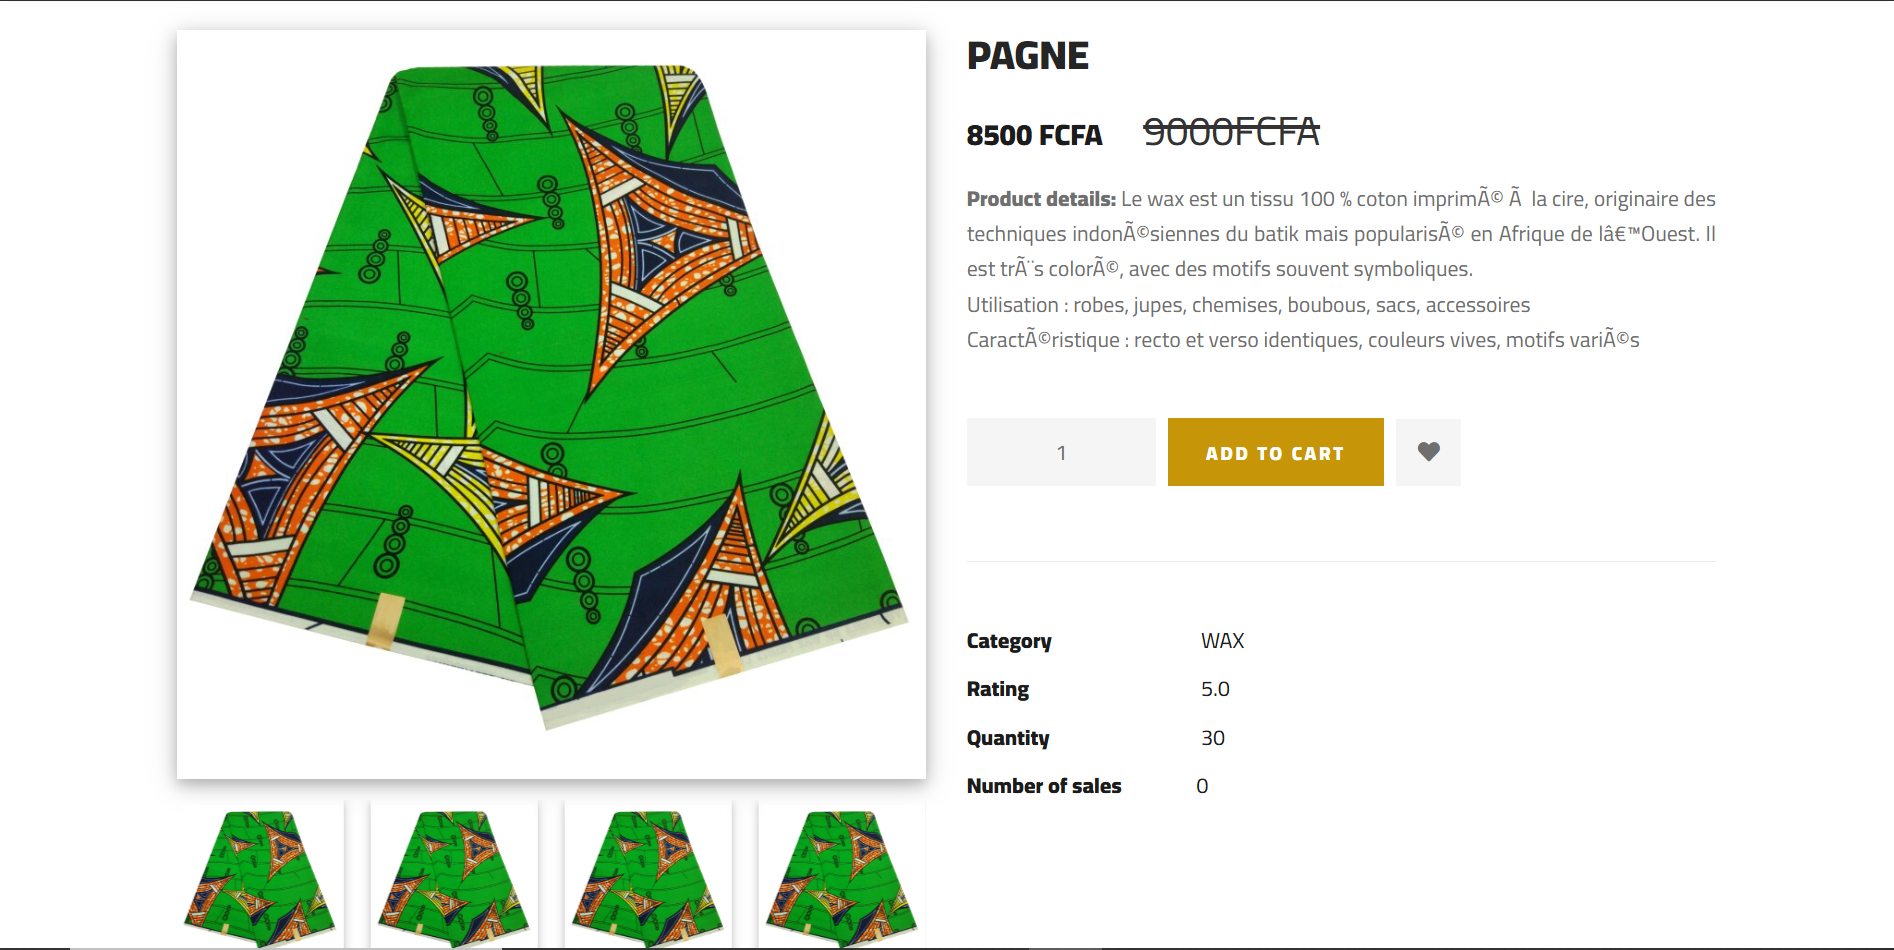 PAGNE
8500 FCFA 9000FCFA
Product details: Le wax est un tissu 100 % coton imprimÃ© Ã  la cire, originaire des
techniques indonÃ©siennes du batik mais popularisÃ© en Afrique de lâ€™Ouest. Il
est trÃ¨s colorÃ©, avec des motifs souvent symboliques.
Utilisation : robes, jupes, chemises, boubous, sacs, accessoires
CaractÃ©ristique : recto et verso identiques, couleurs vives, motifs variÃ©s
1 ADD TO CART
Category WAX
Rating 5.0
Quantity 30
Number of sales 0